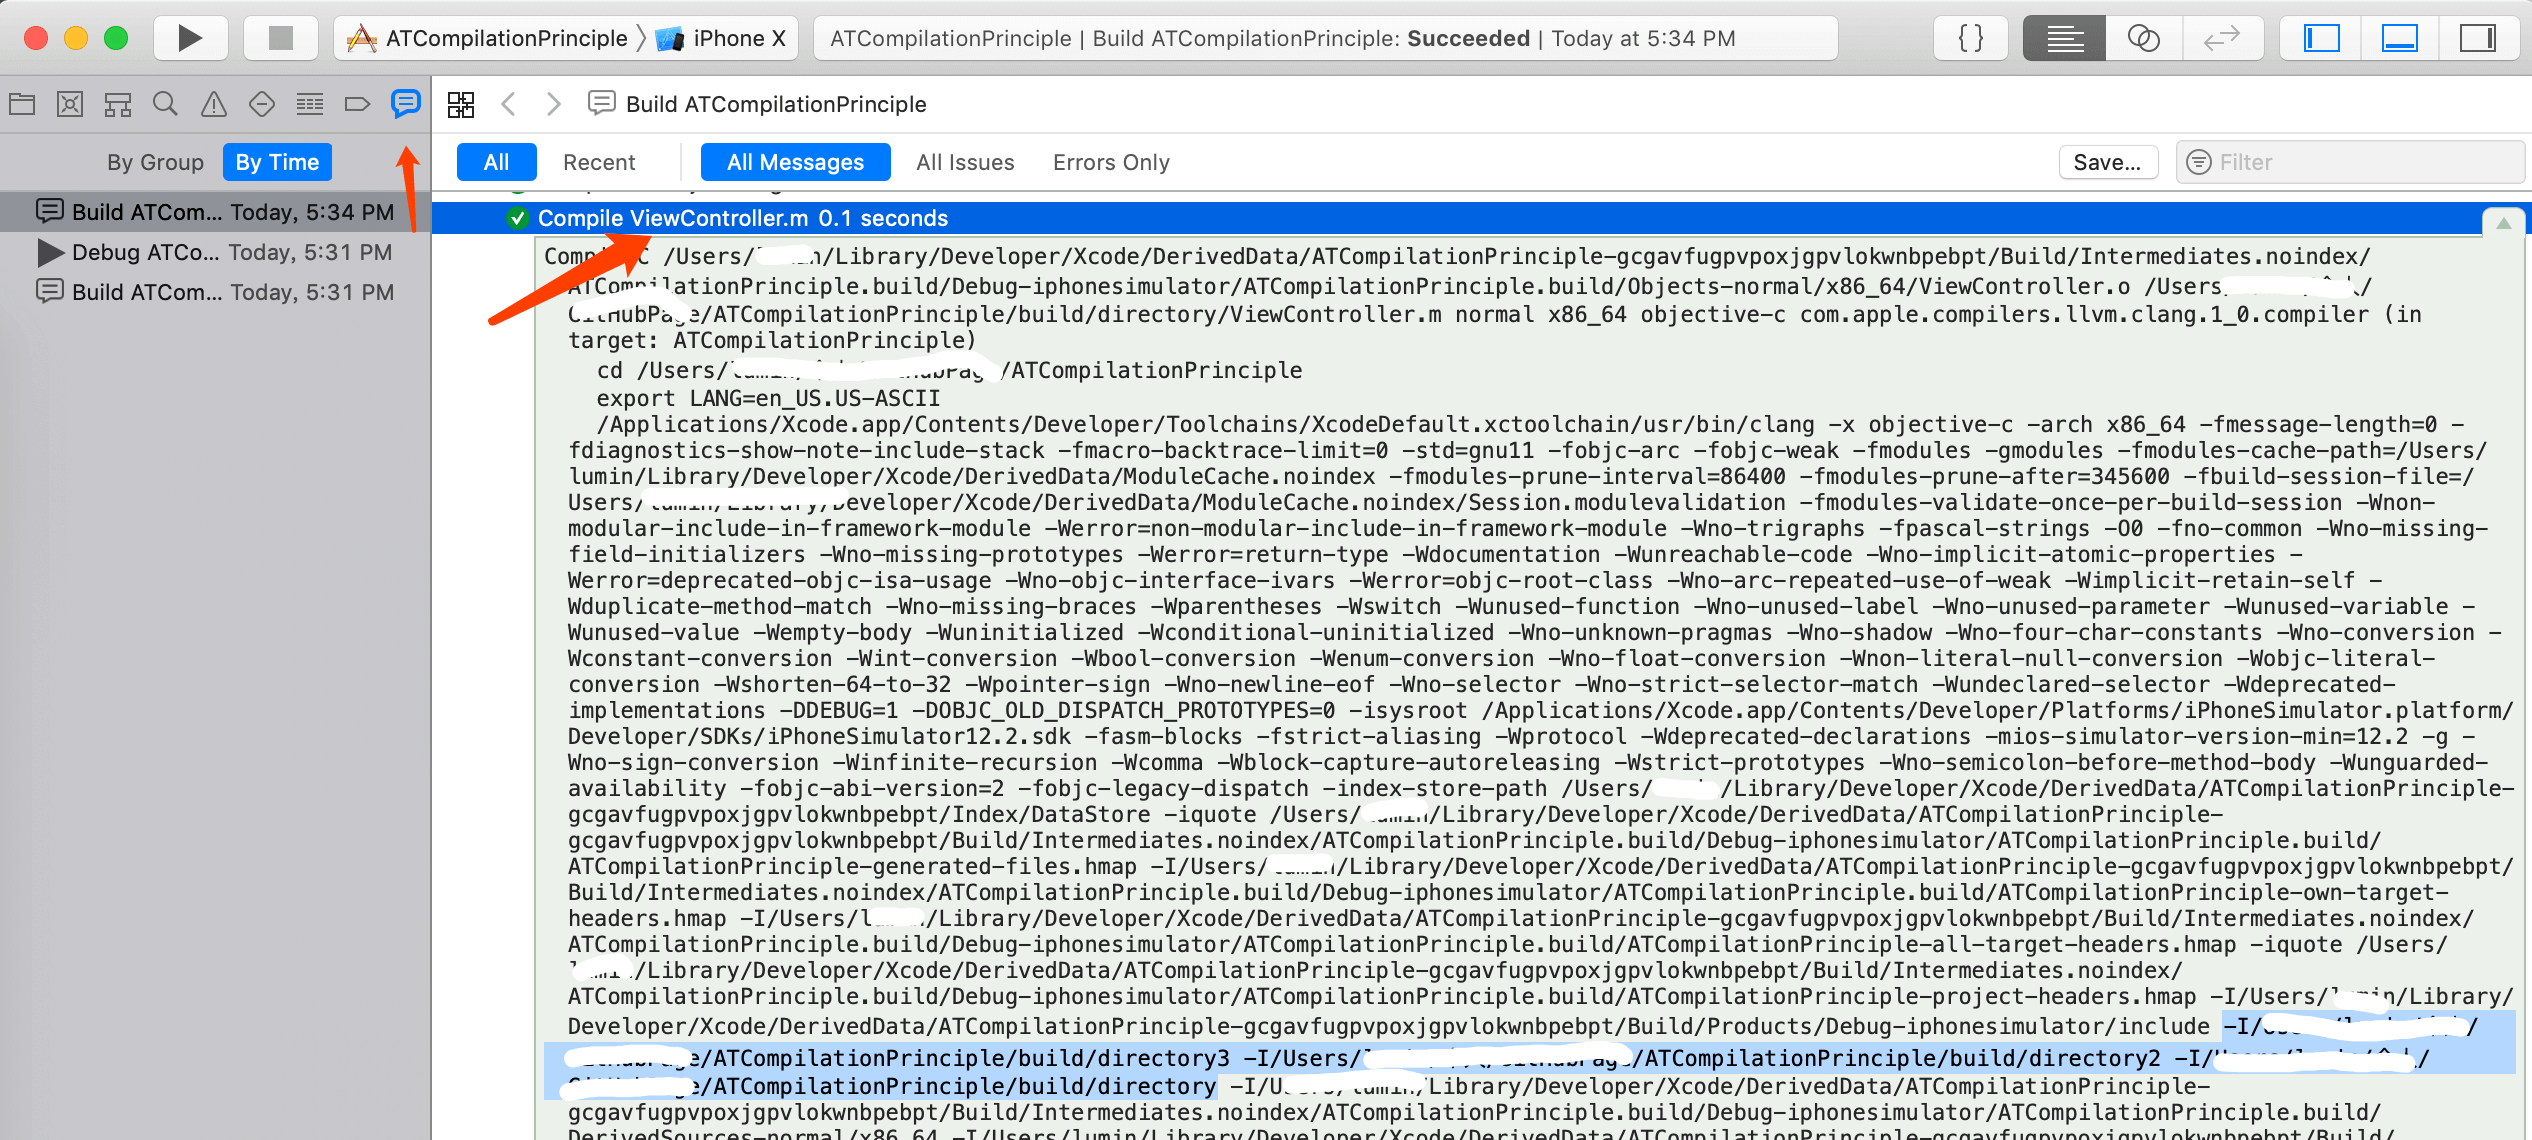 ATCompilationPrinciple
iPhone X
ATCompilationPrinciple | Build ATCompilationPrinciple: Succeeded | Today at 5:34 PM
Build ATCompilationPrinciple
By Group
By Time
All
Recent
All Messages
All Issues
Errors Only
Save...
Filter
Build ATCom... Today, 5:34 PM
Debug ATCo... Today, 5:31 PM
Build ATCom... Today, 5:31 PM
Compile ViewController.m 0.1 seconds
/Users/ /Library/Developer/Xcode/DerivedData/ATCompilationPrinciple-gcgavfugpvpoxjgpvlokwnbpebpt/Build/Intermediates.noindex/
ATCompilationPrinciple.build/Debug-iphonesimulator/ATCompilationPrinciple.build/Objects-normal/x86_64/ViewController.o /Users/ /
GitHubPage/ATCompilationPrinciple/build/directory/ViewController.m normal x86_64 objective-c com.apple.compilers.llvm.clang.1_0.compiler (in
target: ATCompilationPrinciple)
cd /Users/ /ATCompilationPrinciple
export LANG=en_US.US-ASCII
/Applications/Xcode.app/Contents/Developer/Toolchains/XcodeDefault.xctoolchain/usr/bin/clang -x objective-c -arch x86_64 -fmessage-length=0 -
fdiagnostics-show-note-include-stack -fmacro-backtrace-limit=0 -std=gnu11 -fobjc-arc -fobjc-weak -fmodules -gmodules -fmodules-cache-path=/Users/
lumin/Library/Developer/Xcode/DerivedData/ModuleCache.noindex -fmodules-prune-interval=86400 -fmodules-prune-after=345600 -fbuild-session-file=/
Users/lumin/Library/Developer/Xcode/DerivedData/ModuleCache.noindex/Session.modulevalidation -fmodules-validate-once-per-build-session -Wnon-
modular-include-in-framework-module -Werror=non-modular-include-in-framework-module -Wno-trigraphs -fpascal-strings -O0 -fno-common -Wno-missing-
field-initializers -Wno-missing-prototypes -Werror=return-type -Wdocumentation -Wunreachable-code -Wno-implicit-atomic-properties -
Werror=deprecated-objc-isa-usage -Wno-objc-interface-ivars -Werror=objc-root-class -Wno-arc-repeated-use-of-weak -Wimplicit-retain-self -
Wduplicate-method-match -Wno-missing-braces -Wparentheses -Wswitch -Wunused-function -Wno-unused-label -Wno-unused-parameter -Wunused-variable -
Wunused-value -Wempty-body -Wuninitialized -Wconditional-uninitialized -Wno-unknown-pragmas -Wno-shadow -Wno-four-char-constants -Wno-conversion -
Wconstant-conversion -Wint-conversion -Wbool-conversion -Wenum-conversion -Wno-float-conversion -Wnon-literal-null-conversion -Wobjc-literal-
conversion -Wshorten-64-to-32 -Wpointer-sign -Wno-newline-eof -Wno-selector -Wno-strict-selector-match -Wundeclared-selector -Wdeprecated-
implementations -DDEBUG=1 -DOBJC_OLD_DISPATCH_PROTOTYPES=0 -isysroot /Applications/Xcode.app/Contents/Developer/Platforms/iPhoneSimulator.platform/
Developer/SDKs/iPhoneSimulator12.2.sdk -fasm-blocks -fstrict-aliasing -Wprotocol -Wdeprecated-declarations -mios-simulator-version-min=12.2 -g -
Wno-sign-conversion -Winfinite-recursion -Wcomma -Wblock-capture-autoreleasing -Wstrict-prototypes -Wno-semicolon-before-method-body -Wunguarded-
availability -fobjc-abi-version=2 -fobjc-legacy-dispatch -index-store-path /Users/ /Library/Developer/Xcode/DerivedData/ATCompilationPrinciple-
gcgavfugpvpoxjgpvlokwnbpebpt/Index/DataStore -iquote /Users/lumin/Library/Developer/Xcode/DerivedData/ATCompilationPrinciple-
gcgavfugpvpoxjgpvlokwnbpebpt/Build/Intermediates.noindex/ATCompilationPrinciple.build/Debug-iphonesimulator/ATCompilationPrinciple.build/
ATCompilationPrinciple-generated-files.hmap -I/Users/lumin/Library/Developer/Xcode/DerivedData/ATCompilationPrinciple-gcgavfugpvpoxjgpvlokwnbpebpt/
Build/Intermediates.noindex/ATCompilationPrinciple.build/Debug-iphonesimulator/ATCompilationPrinciple.build/ATCompilationPrinciple-own-target-
headers.hmap -I/Users/ /Library/Developer/Xcode/DerivedData/ATCompilationPrinciple-gcgavfugpvpoxjgpvlokwnbpebpt/Build/Intermediates.noindex/
ATCompilationPrinciple.build/Debug-iphonesimulator/ATCompilationPrinciple.build/ATCompilationPrinciple-all-target-headers.hmap -iquote /Users/
/Library/Developer/Xcode/DerivedData/ATCompilationPrinciple-gcgavfugpvpoxjgpvlokwnbpebpt/Build/Intermediates.noindex/
ATCompilationPrinciple.build/Debug-iphonesimulator/ATCompilationPrinciple.build/ATCompilationPrinciple-project-headers.hmap -I/Users/lumin/Library/
Developer/Xcode/DerivedData/ATCompilationPrinciple-gcgavfugpvpoxjgpvlokwnbpebpt/Build/Products/Debug-iphonesimulator/include -I/ /
/ATCompilationPrinciple/build/directory3 -I/Users/ /ATCompilationPrinciple/build/directory2 -I/ /
/ATCompilationPrinciple/build/directory -I/ /Library/Developer/Xcode/DerivedData/ATCompilationPrinciple-
gcgavfugpvpoxjgpvlokwnbpebpt/Build/Intermediates.noindex/ATCompilationPrinciple.build/Debug-iphonesimulator/ATCompilationPrinciple.build/
DerivedSources-normal/x86_64 -I/Users/lumin/Library/Developer/Xcode/DerivedData/ATCompilationPrinciple-